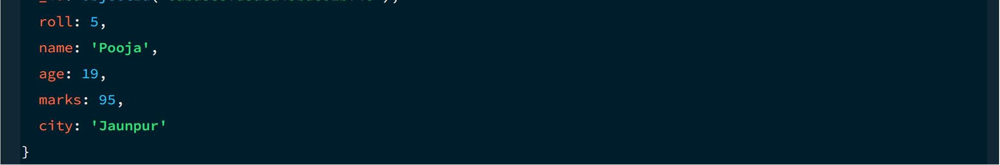 roll: 5,
name: 'Pooja',
age: 19,
marks: 95,
city: 'Jaunpur'
}